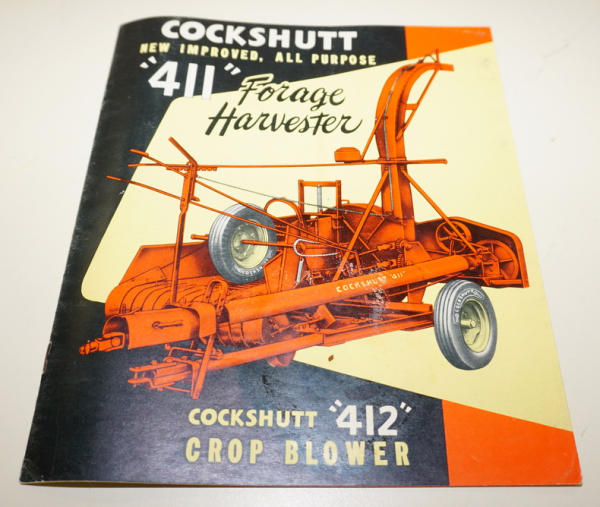 COCKSHUTT
NEW IMPROVED, ALL PURPOSE
"411" Forage
Harvester
COCKSHUTT "411"
COCKSHUTT "412"
CROP BLOWER